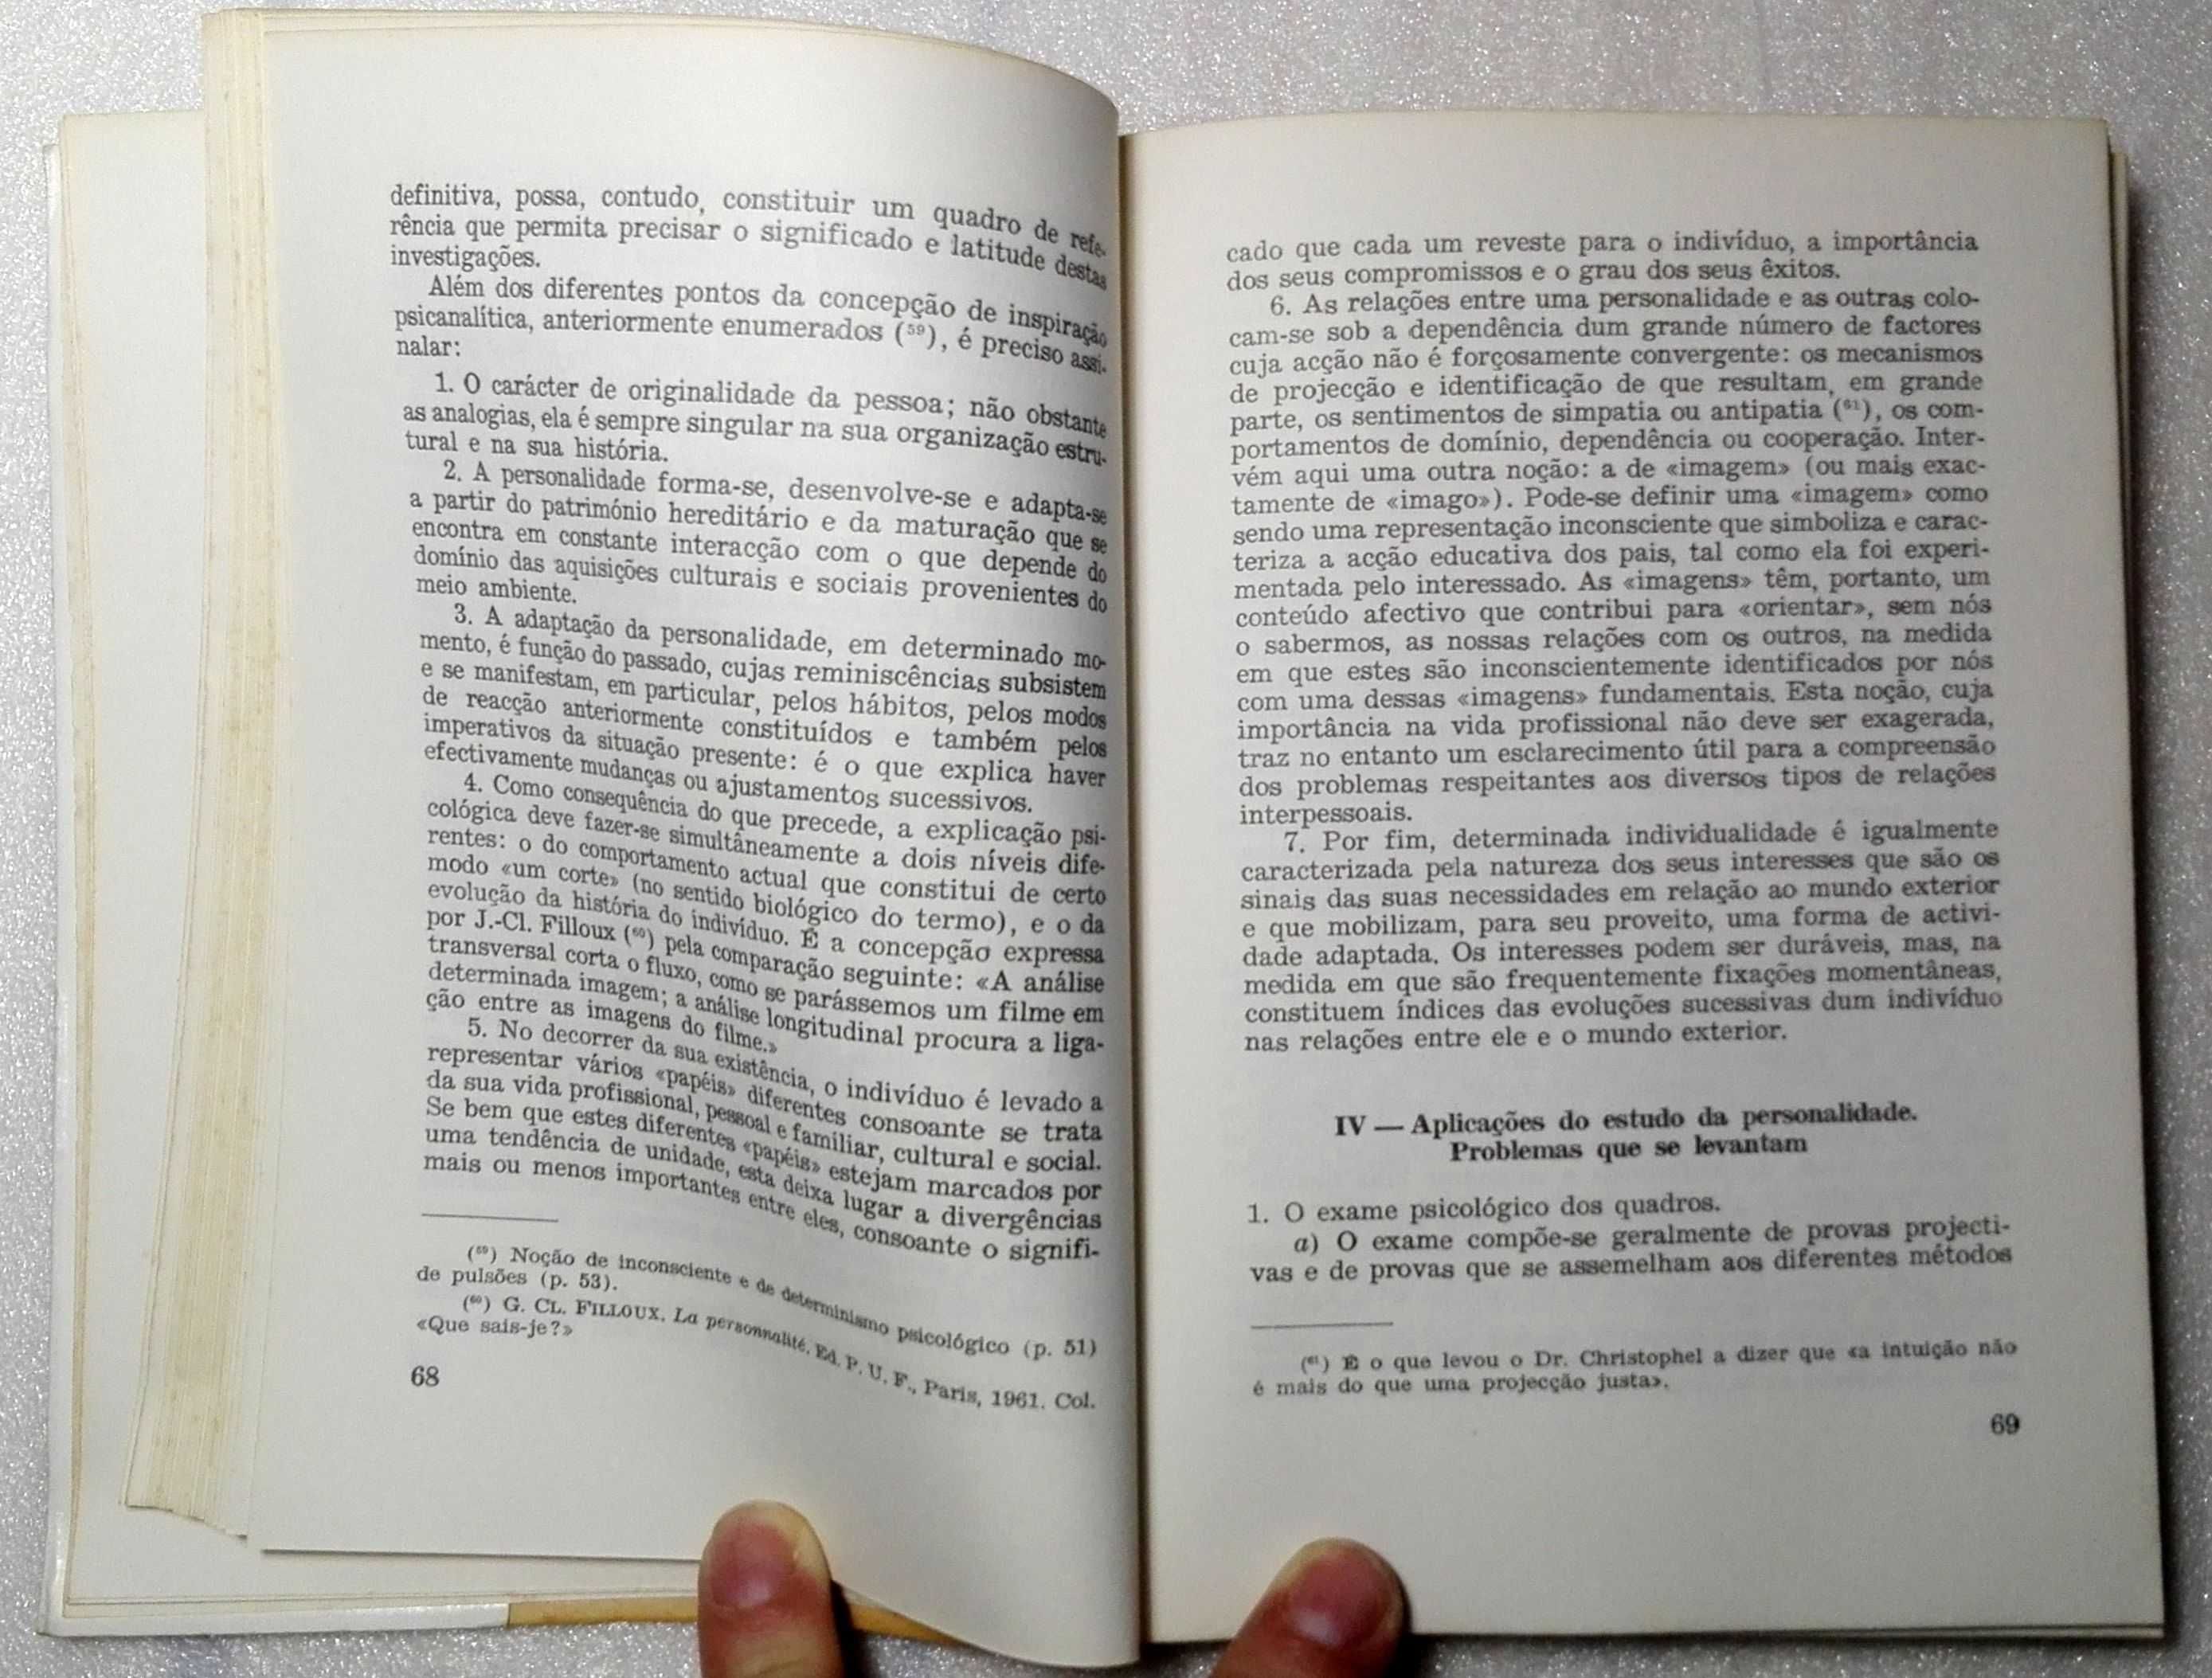 definitiva, possa, contudo, constituir um quadro de refe-
rência que permita precisar o significado e latitude destas
investigações.
Além dos diferentes pontos da concepção de inspiração
psicanalítica, anteriormente enumerados (⁵⁹), é preciso assi-
nalar:
1. O carácter de originalidade da pessoa; não obstante
as analogias, ela é sempre singular na sua organização estru-
tural e na sua história.
2. A personalidade forma-se, desenvolve-se e adapta-se
a partir do património hereditário e da maturação que se
encontra em constante interacção com o que depende do
domínio das aquisições culturais e sociais provenientes do
meio ambiente.
3. A adaptação da personalidade, em determinado mo-
mento, é função do passado, cujas reminiscências subsistem
e se manifestam, em particular, pelos hábitos, pelos modos
de reacção anteriormente constituídos e também pelos
imperativos da situação presente: é o que explica haver
efectivamente mudanças ou ajustamentos sucessivos.
4. Como consequência do que precede, a explicação psi-
cológica deve fazer-se simultâneamente a dois níveis dife-
rentes: o do comportamento actual que constitui de certo
modo «um corte» (no sentido biológico do termo), e o da
evolução da história do indivíduo. É a concepção expressa
por J.-Cl. Filloux (⁶⁰) pela comparação seguinte: «A análise
transversal corta o fluxo, como se parássemos um filme em
determinada imagem; a análise longitudinal procura a liga-
ção entre as imagens do filme.»
5. No decorrer da sua existência, o indivíduo é levado a
representar vários «papéis» diferentes consoante se trata
da sua vida profissional, pessoal e familiar, cultural e social.
Se bem que estes diferentes «papéis» estejam marcados por
uma tendência de unidade, esta deixa lugar a divergências
mais ou menos importantes entre eles, consoante o signifi-
(⁵⁹) Noção de inconsciente e de determinismo psicológico (p. 51)
de pulsões (p. 53).
(⁶⁰) G. CL. FILLOUX. La personnalité. Ed. P. U. F., Paris, 1961. Col.
«Que sais-je?»
68
cado que cada um reveste para o indivíduo, a importância
dos seus compromissos e o grau dos seus êxitos.
6. As relações entre uma personalidade e as outras colo-
cam-se sob a dependência dum grande número de factores
cuja acção não é forçosamente convergente: os mecanismos
de projecção e identificação de que resultam, em grande
parte, os sentimentos de simpatia ou antipatia (⁶¹), os com-
portamentos de domínio, dependência ou cooperação. Inter-
vém aqui uma outra noção: a de «imagem» (ou mais exac-
tamente de «imago»). Pode-se definir uma «imagem» como
sendo uma representação inconsciente que simboliza e carac-
teriza a acção educativa dos pais, tal como ela foi experi-
mentada pelo interessado. As «imagens» têm, portanto, um
conteúdo afectivo que contribui para «orientar», sem nós
o sabermos, as nossas relações com os outros, na medida
em que estes são inconscientemente identificados por nós
com uma dessas «imagens» fundamentais. Esta noção, cuja
importância na vida profissional não deve ser exagerada,
traz no entanto um esclarecimento útil para a compreensão
dos problemas respeitantes aos diversos tipos de relações
interpessoais.
7. Por fim, determinada individualidade é igualmente
caracterizada pela natureza dos seus interesses que são os
sinais das suas necessidades em relação ao mundo exterior
e que mobilizam, para seu proveito, uma forma de activi-
dade adaptada. Os interesses podem ser duráveis, mas, na
medida em que são frequentemente fixações momentâneas,
constituem índices das evoluções sucessivas dum indivíduo
nas relações entre ele e o mundo exterior.
IV — Aplicações do estudo da personalidade.
Problemas que se levantam
1. O exame psicológico dos quadros.
a) O exame compõe-se geralmente de provas projecti-
vas e de provas que se assemelham aos diferentes métodos
(⁶¹) É o que levou o Dr. Christophel a dizer que «a intuição não
é mais do que uma projecção justa».
69